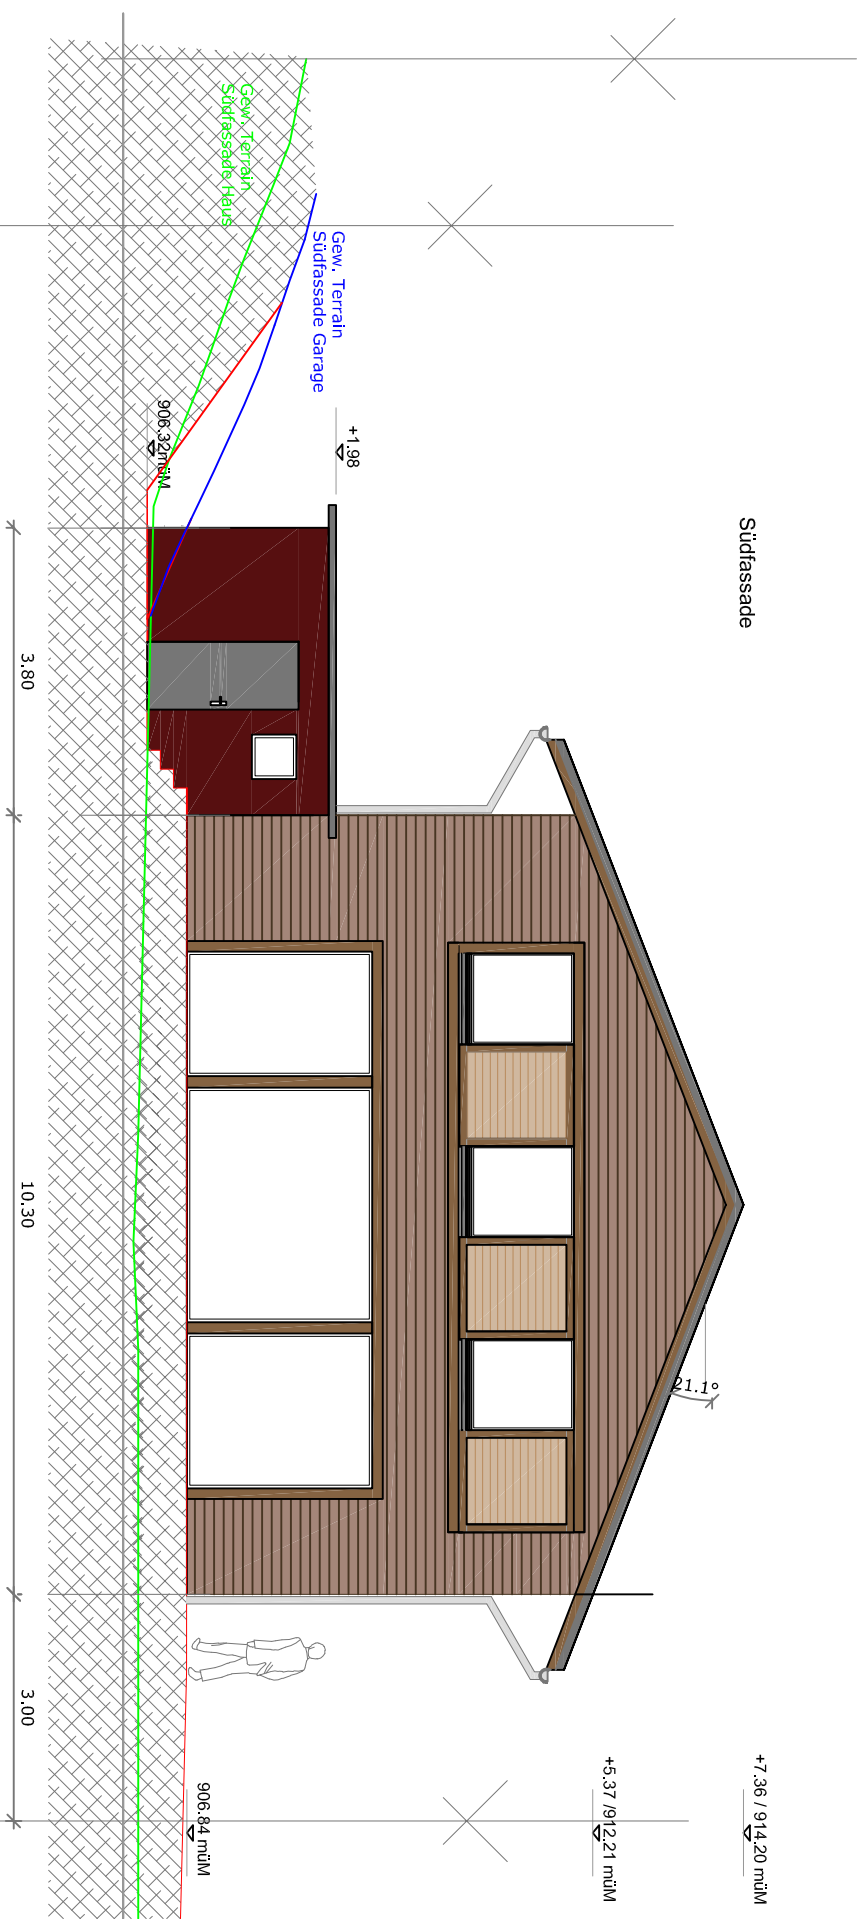 Südfassade
Gew. Terrain
Südfassade Haus
Gew. Terrain
Südfassade Garage
906.32müM
+1.98
21.1°
+7.36 / 914.20 müM
+5.37 /912.21 müM
906.84 müM
3.80
10.30
3.00